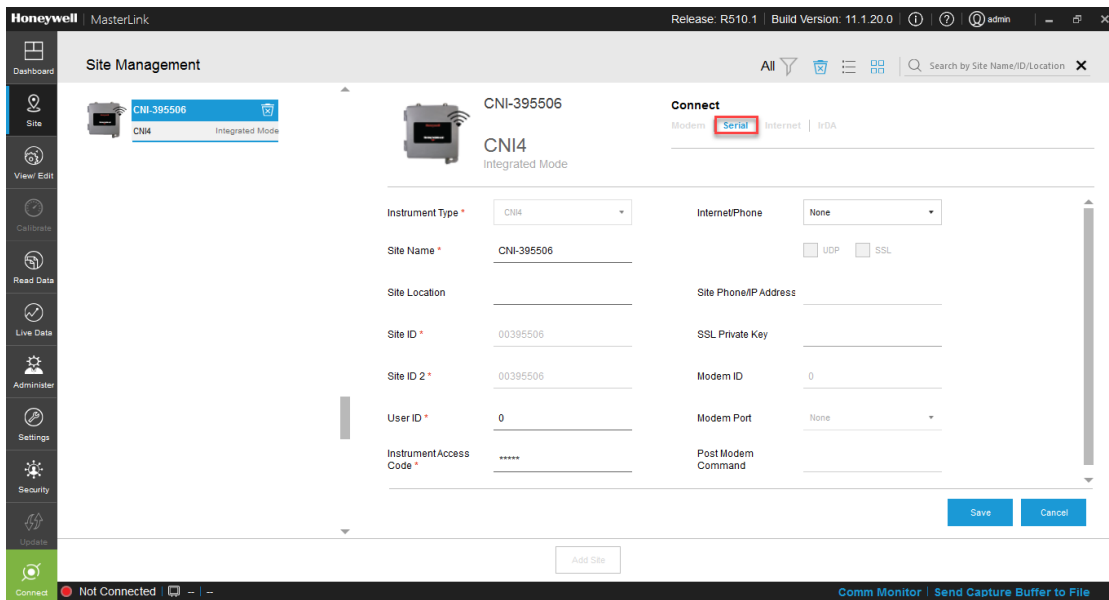 Honeywell | MasterLink
Release: R510.1 | Build Version: 11.1.20.0 | admin
Dashboard
Site
View/ Edit
Calibrate
Read Data
Live Data
Administer
Settings
Security
Update
Connect
Site Management
All
Search by Site Name/ID/Location
CNI-395506
CNI4 Integrated Mode
CNI-395506
CNI4
Integrated Mode
Connect
Modem Serial Internet | IrDA
Instrument Type * CNI4
Internet/Phone None
Site Name * CNI-395506
UDP SSL
Site Location
Site Phone/IP Address
Site ID * 00395506
SSL Private Key
Site ID 2 * 00395506
Modem ID 0
User ID * 0
Modem Port None
Instrument Access
Code * *****
Post Modem
Command
Save Cancel
Add Site
Not Connected | -- | --
Comm Monitor | Send Capture Buffer to File